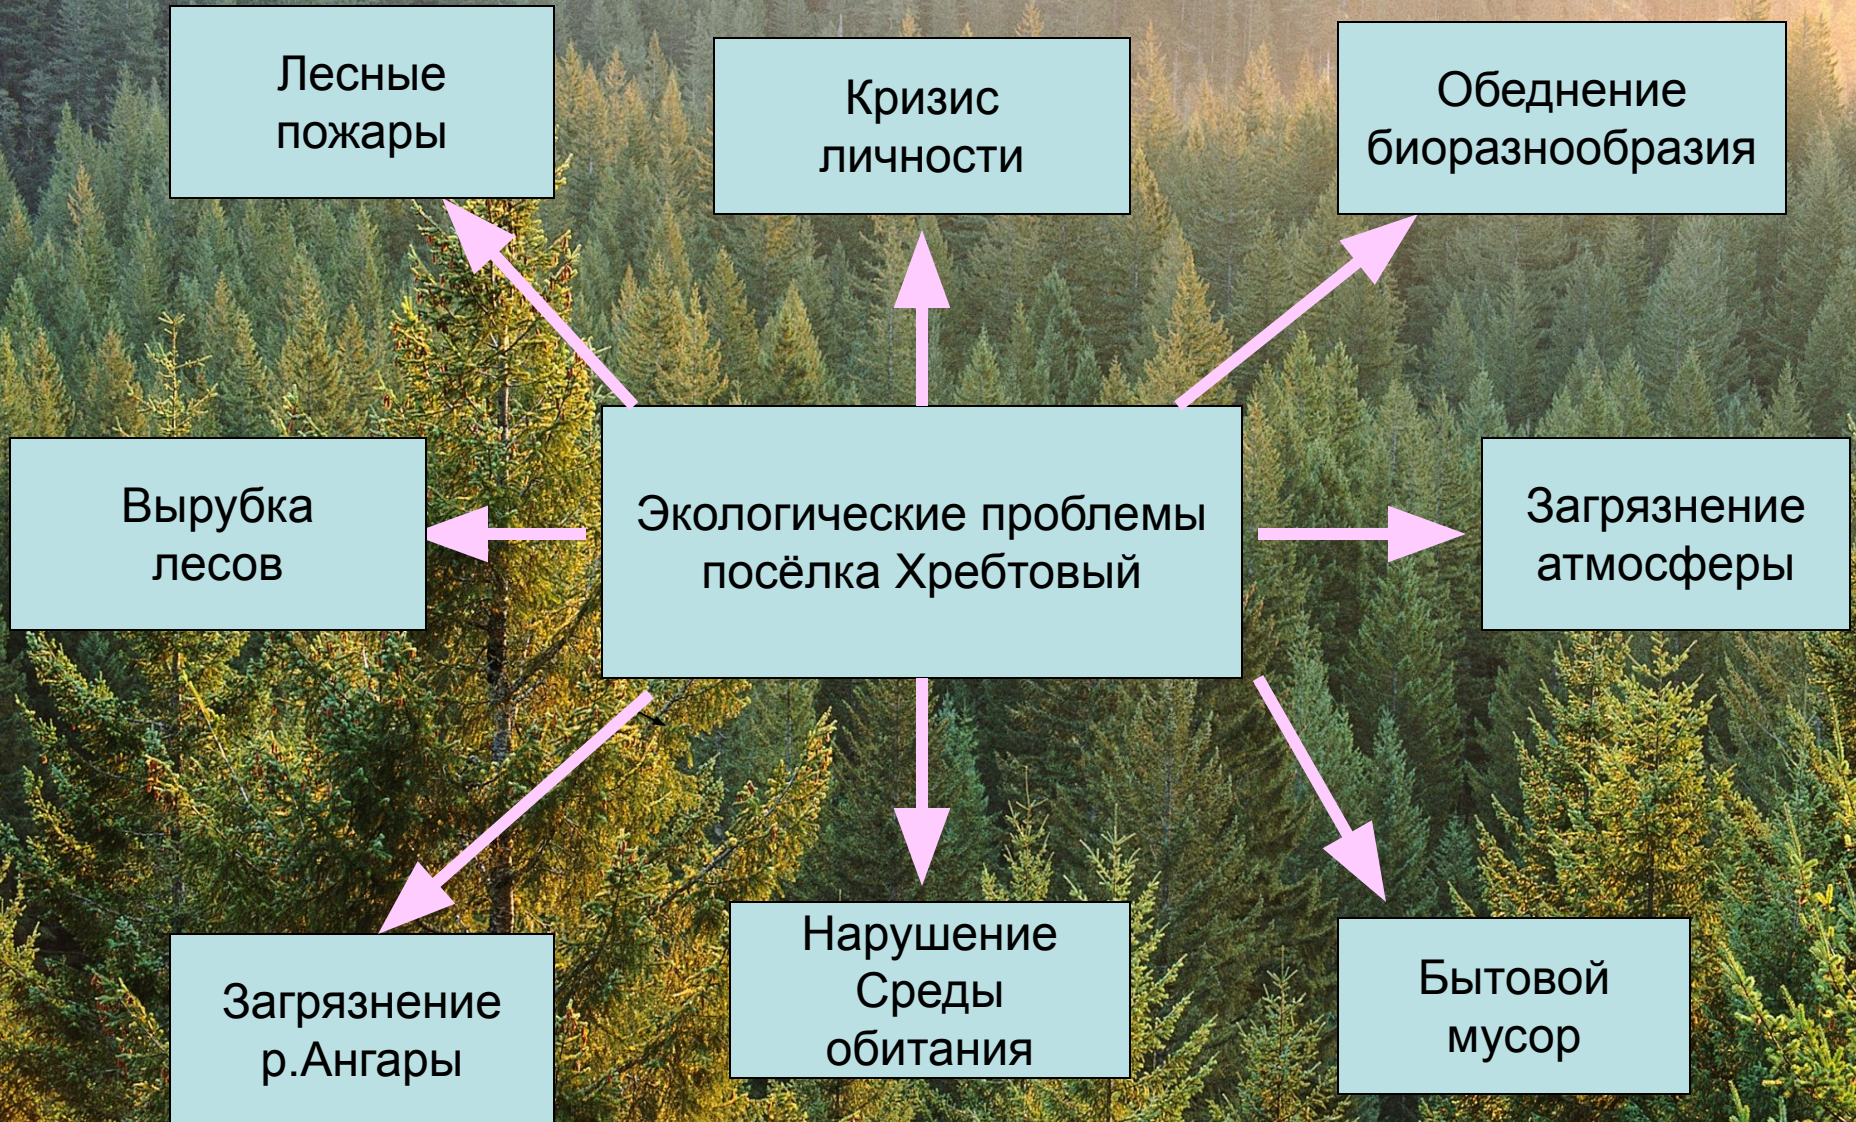 Лесные
пожары
Кризис
личности
Обеднение
биоразнообразия
Вырубка
лесов
Экологические проблемы
посёлка Хребтовый
Загрязнение
атмосферы
Загрязнение
р.Ангары
Нарушение
Среды
обитания
Бытовой
мусор